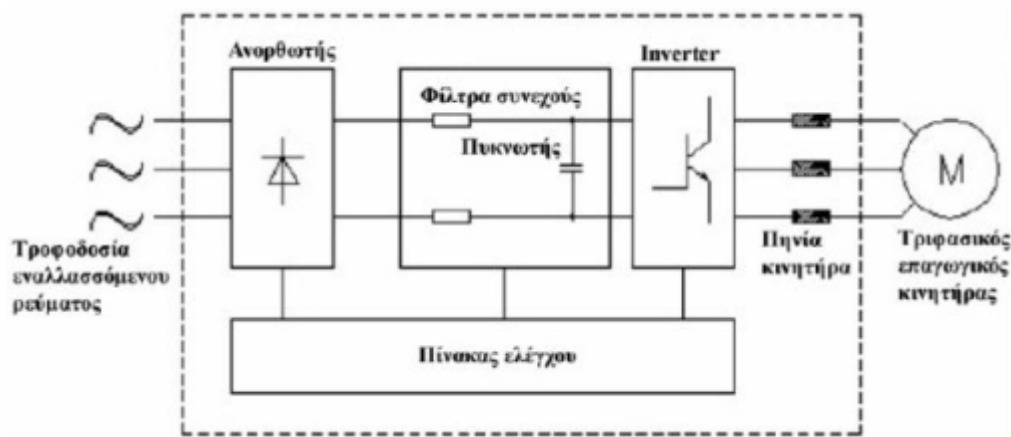 Ανορθωτής
Inverter
Φίλτρα συνεχούς
Πυκνωτής
M
Τροφοδοσία
εναλλασσόμενου
ρεύματος
Πηνία
κινητήρα
Τριφασικός
επαγωγικός
κινητήρας
Πίνακας ελέγχου